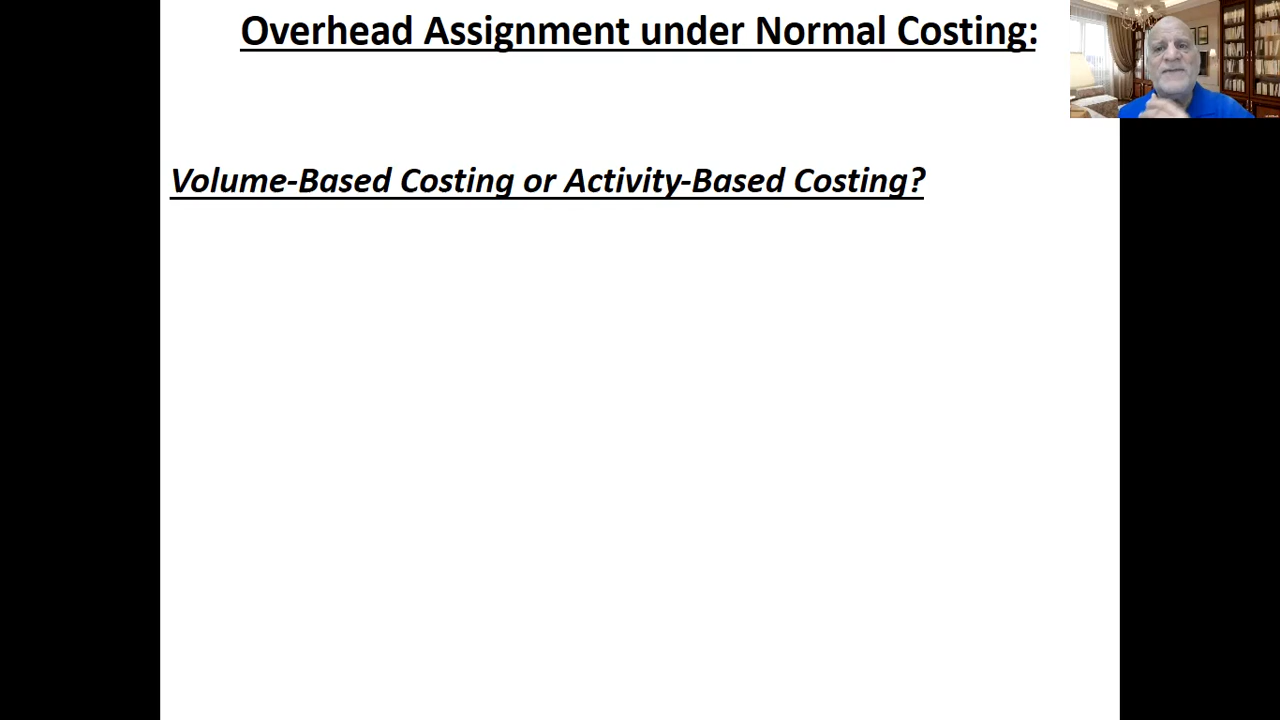 Overhead Assignment under Normal Costing:
Volume-Based Costing or Activity-Based Costing?